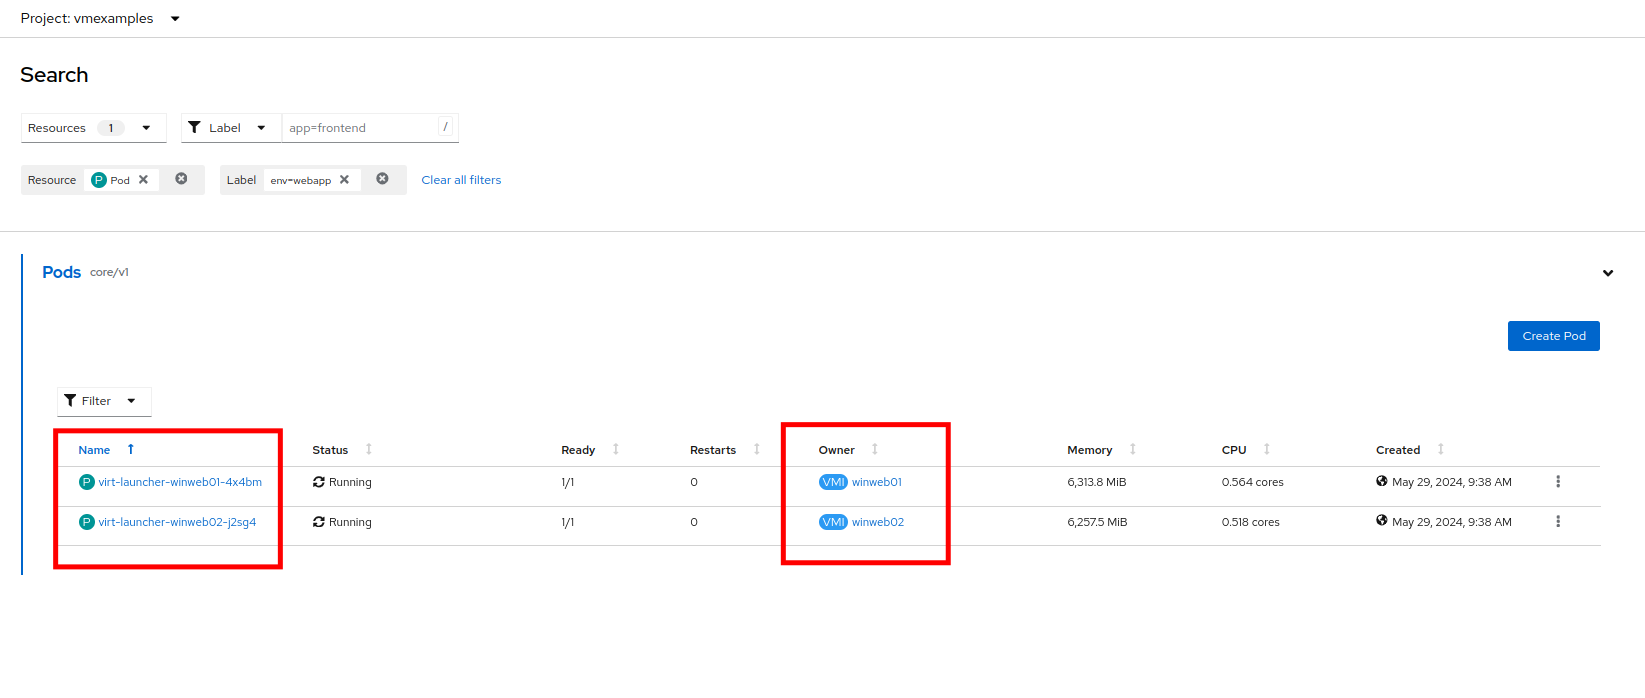 Project: vmexamples
Search
Resources 1 Label app=frontend /
Resource P Pod Label env=webapp Clear all filters
Pods core/v1
Create Pod
Filter
Name Status Ready Restarts Owner Memory CPU Created
P virt-launcher-winweb01-4x4bm Running 1/1 0 VMI winweb01 6,313.8 MiB 0.564 cores May 29, 2024, 9:38 AM
P virt-launcher-winweb02-j2sg4 Running 1/1 0 VMI winweb02 6,257.5 MiB 0.518 cores May 29, 2024, 9:38 AM